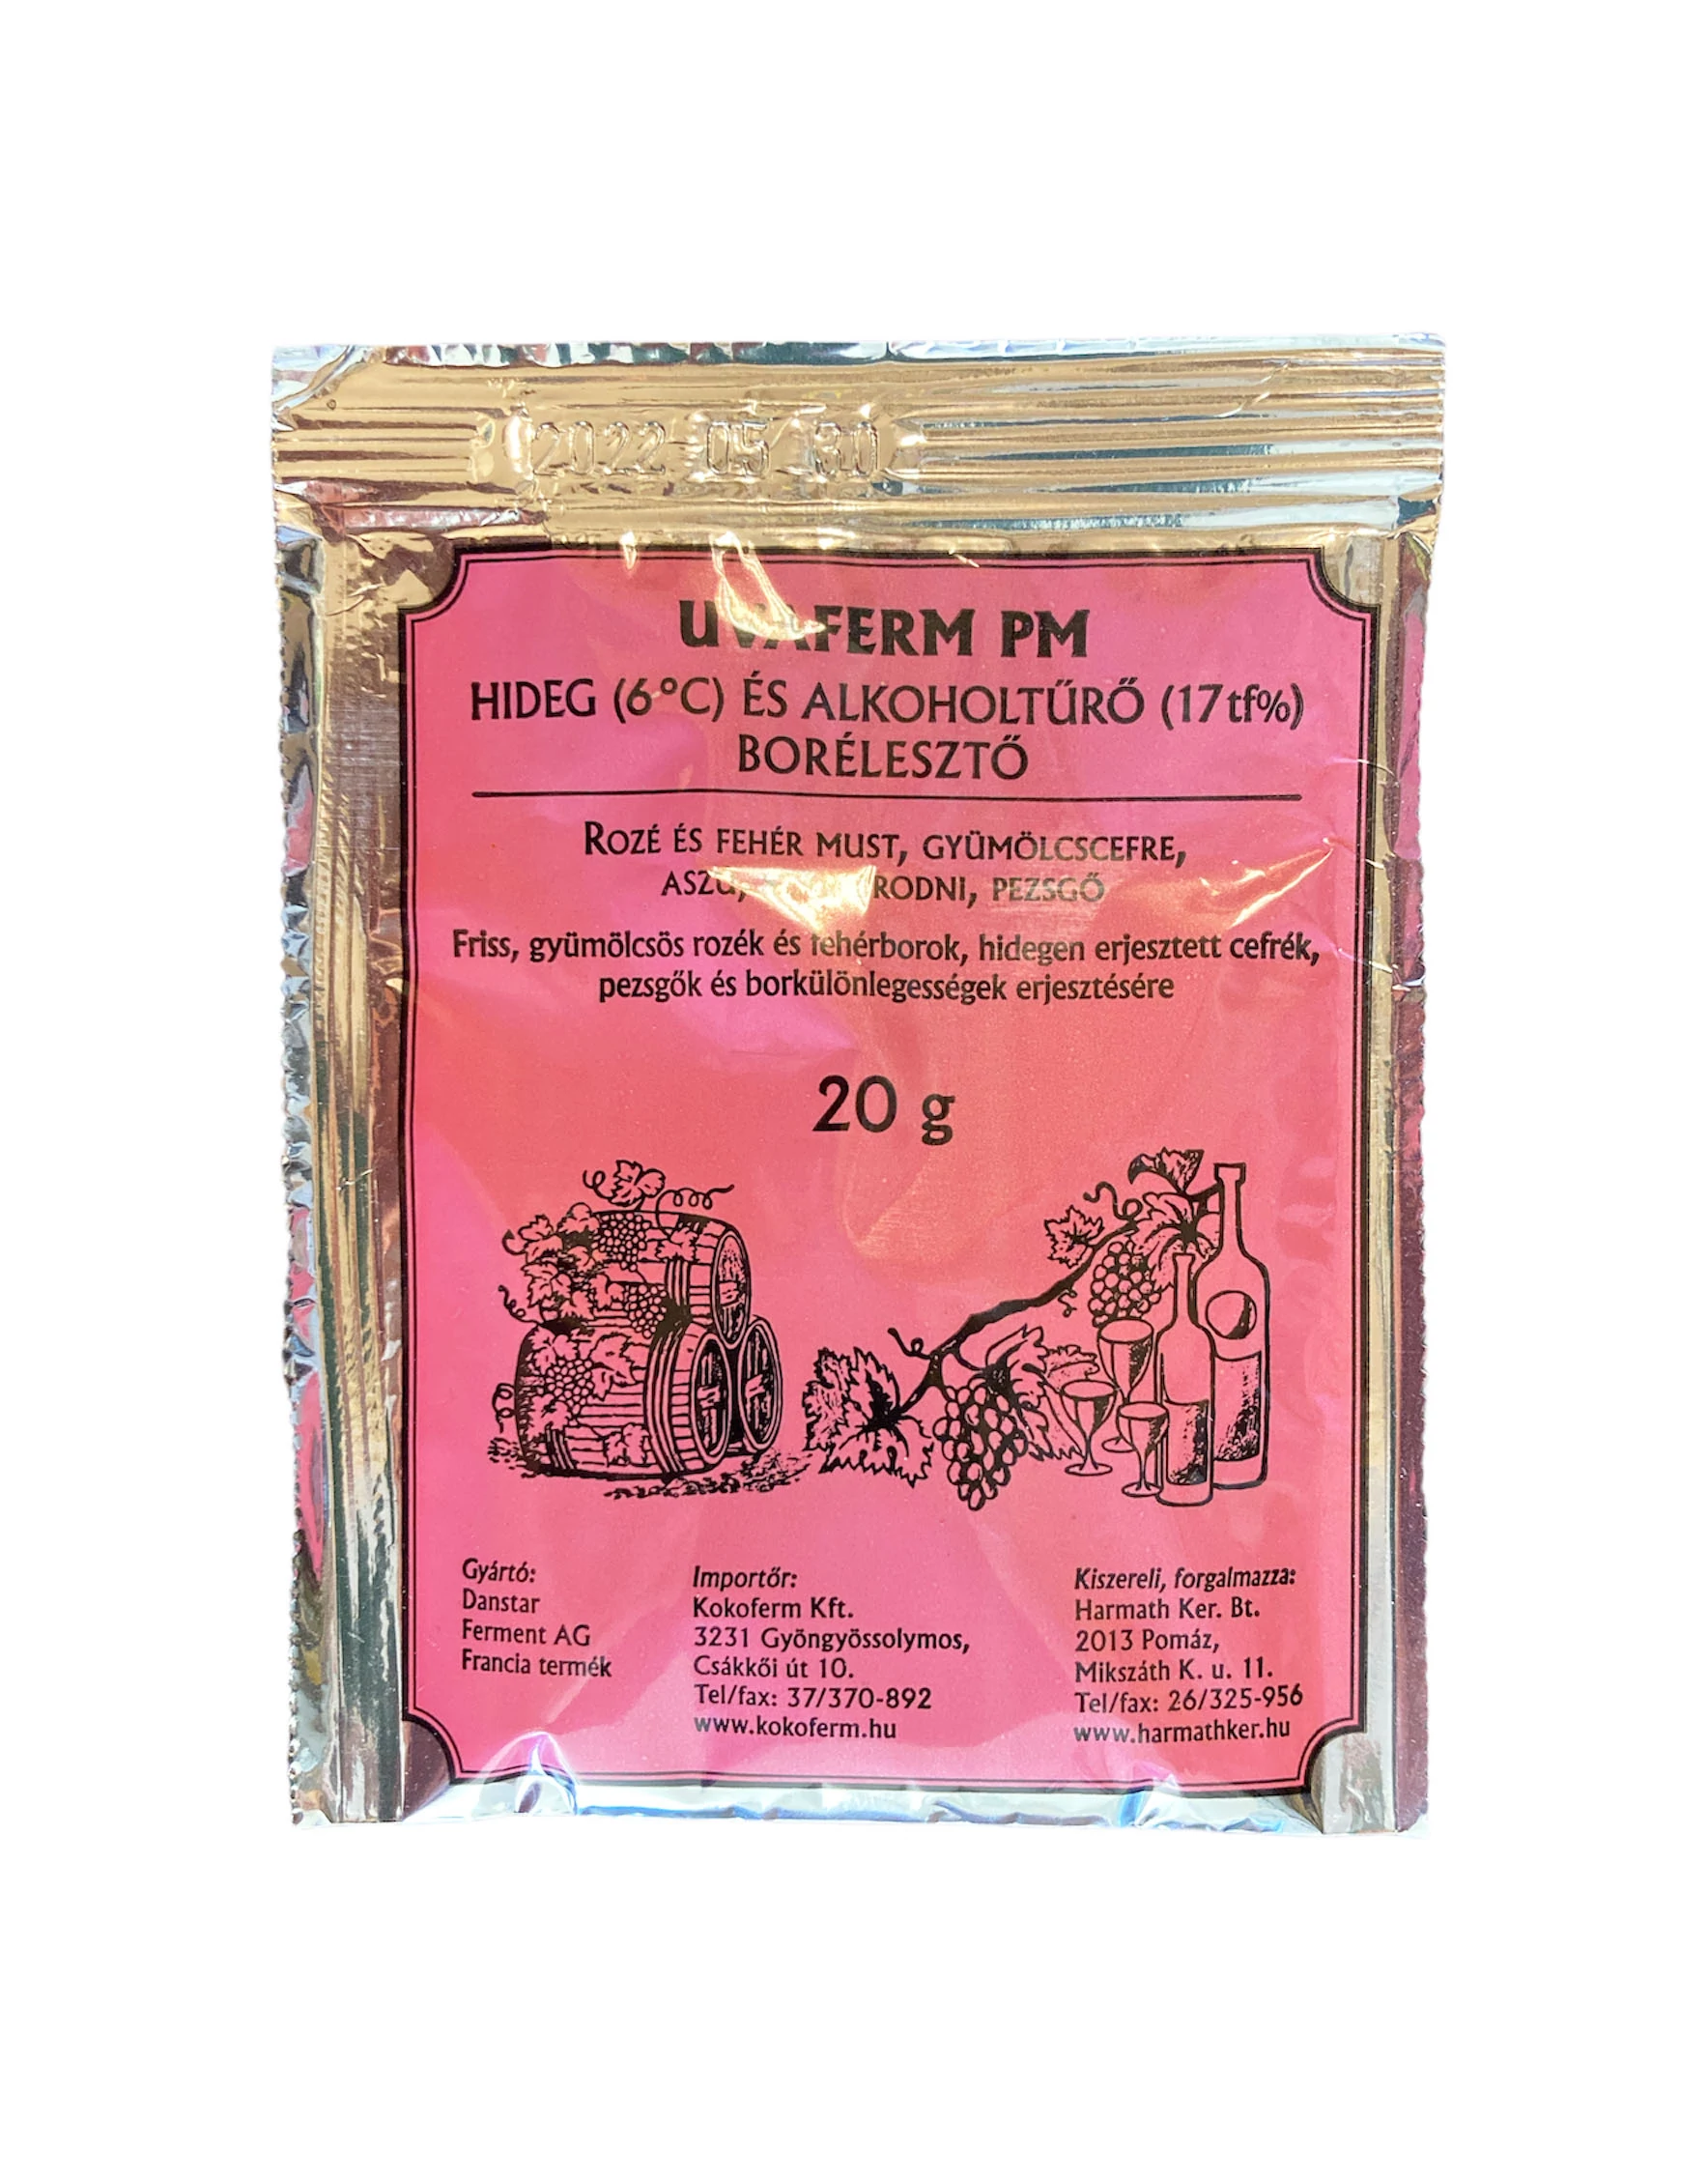 2022 05 30
UVAFERM PM
HIDEG (6°C) ÉS ALKOHOLTŰRŐ (17tf%)
BORÉLESZTŐ
ROZÉ ÉS FEHÉR MUST, GYÜMÖLCSCEFRE,
ASZÚ, PEZSGŐ
Friss, gyümölcsös rozék és fehérborok, hidegen erjesztett cefrék,
pezsgők és borkülönlegességek erjesztésére
20 g
Gyártó:
Danstar
Ferment AG
Francia termék
Importőr:
Kokoferm Kft.
3231 Gyöngyössolymos,
Csákkői út 10.
Tel/fax: 37/370-892
www.kokoferm.hu
Kiszereli, forgalmazza:
Harmath Ker. Bt.
2013 Pomáz,
Mikszáth K. u. 11.
Tel/fax: 26/325-956
www.harmathker.hu